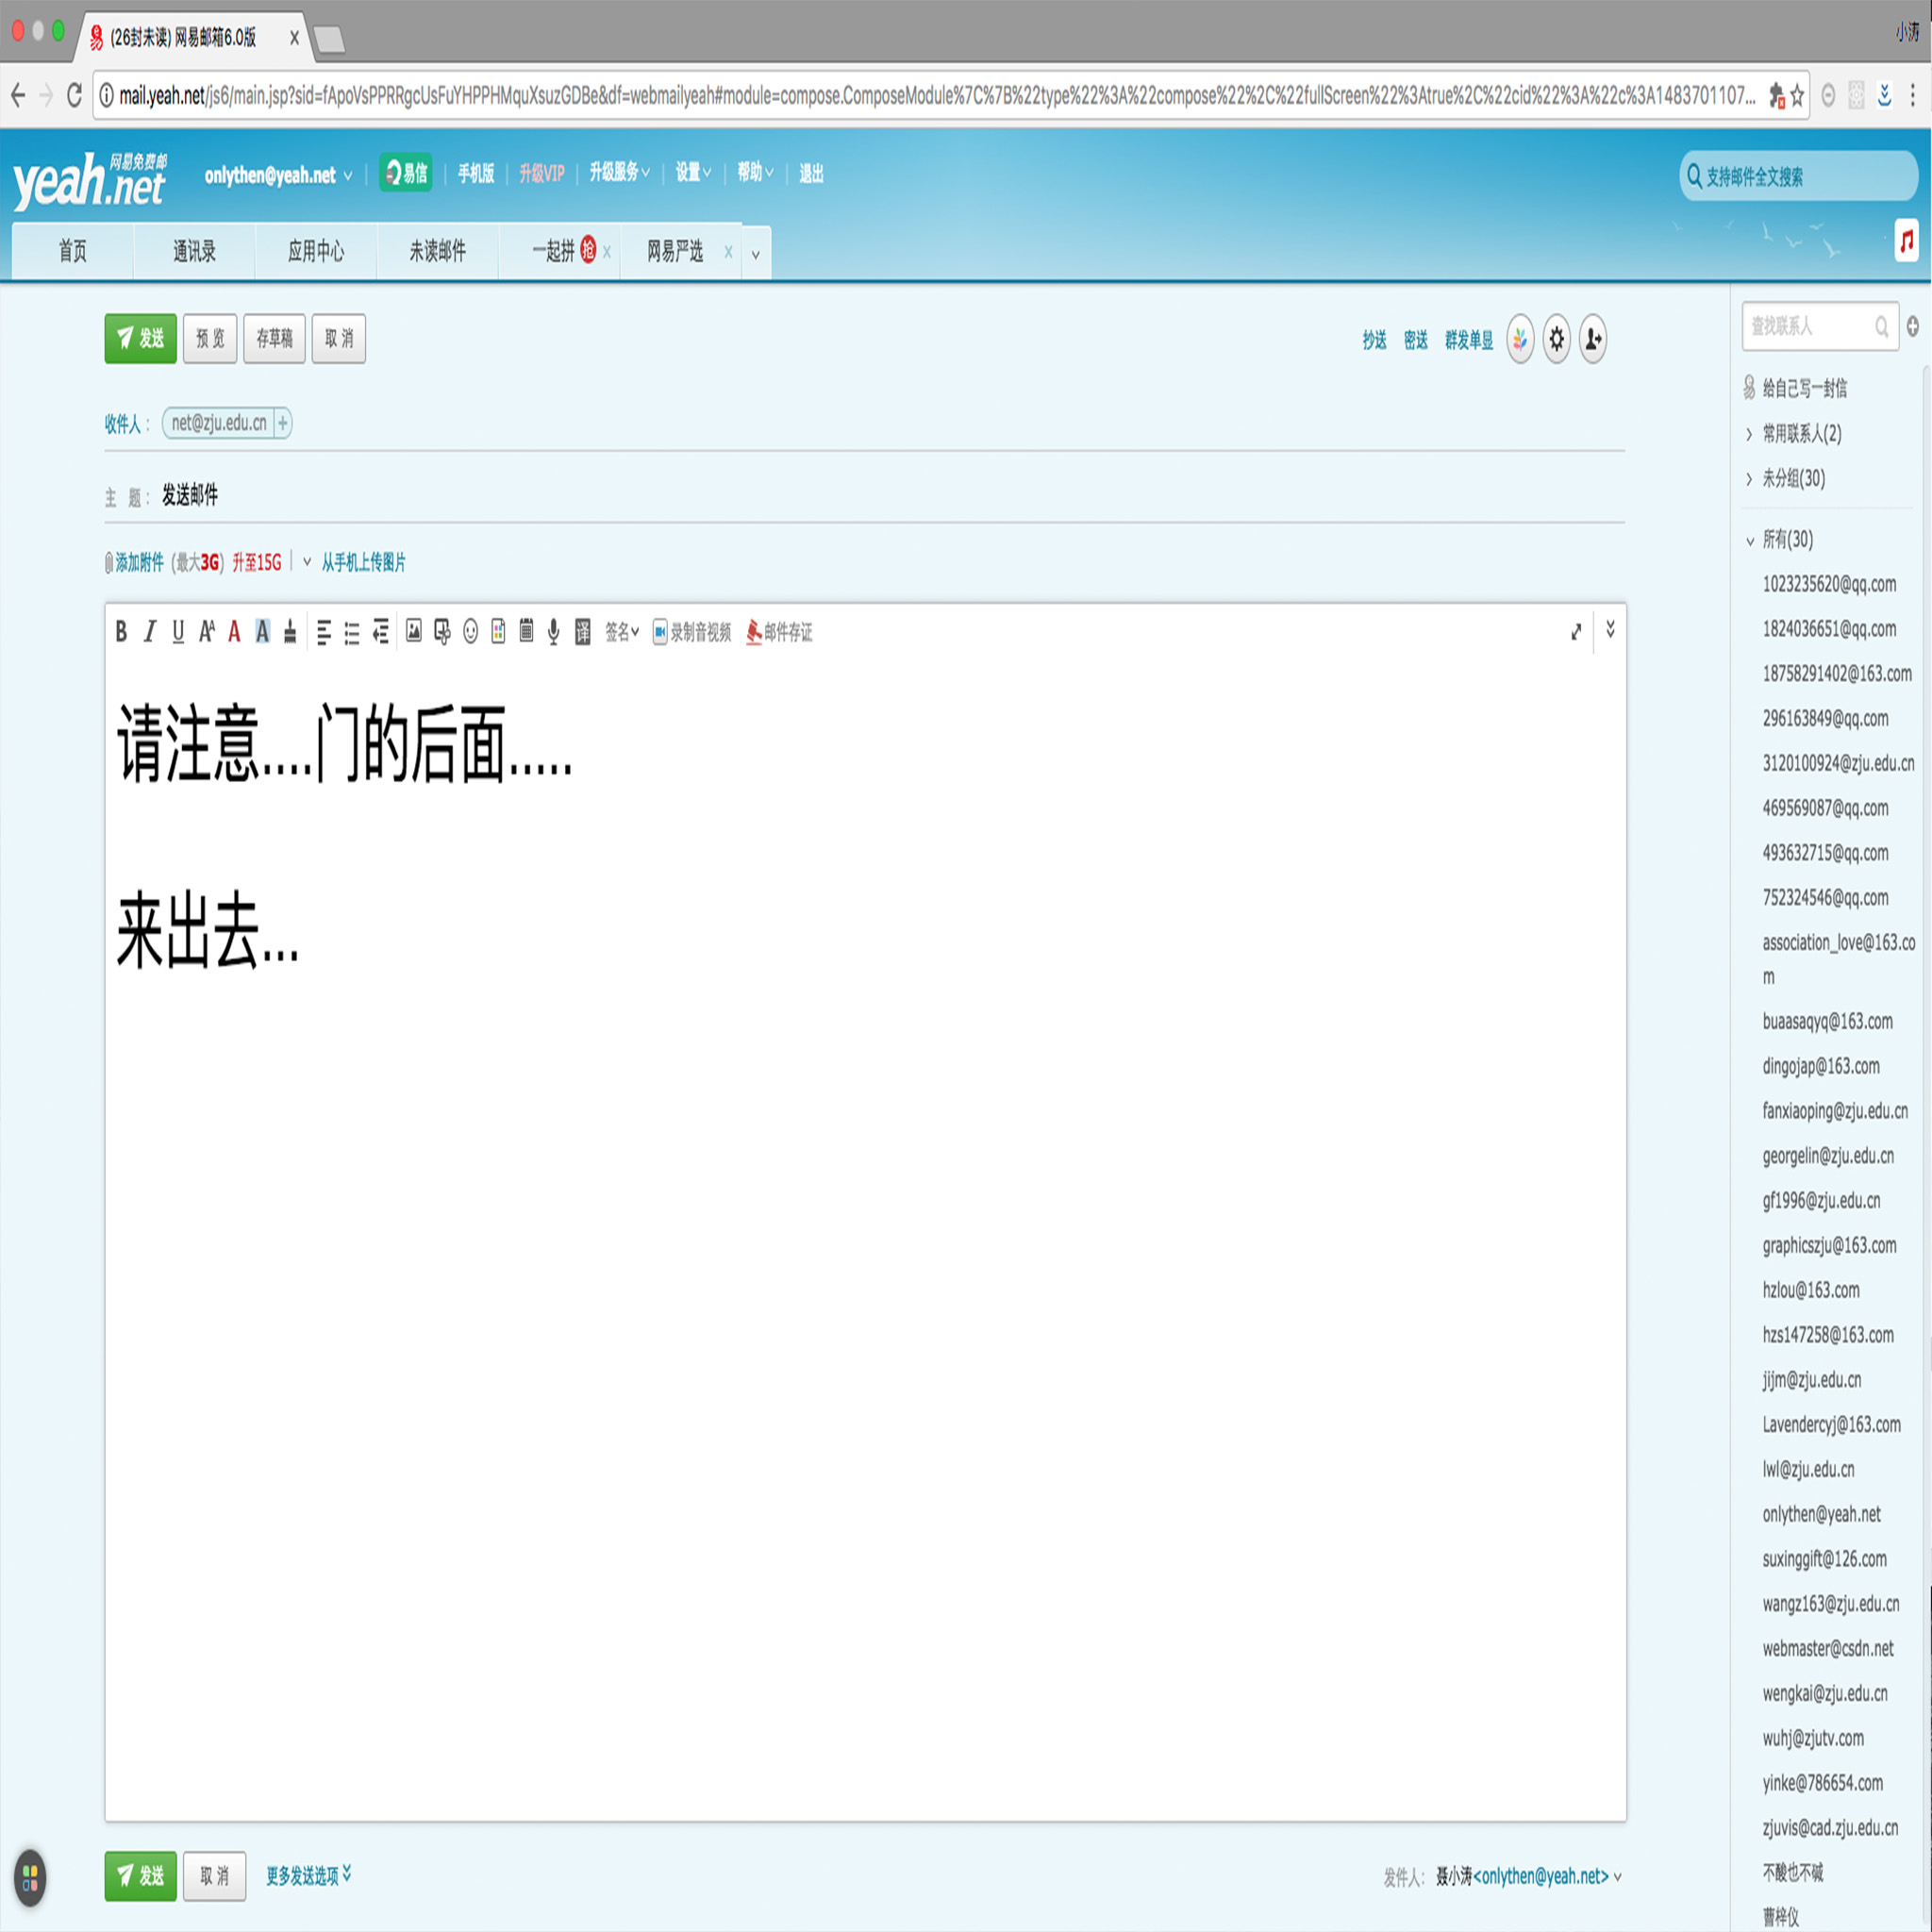 (26封未读) 网易邮箱6.0版
小涛
mail.yeah.net/js6/main.jsp?sid=fApoVsPPRRgcUsFuYHPPHMquXsuzGDBe&df=webmailyeah#module=compose.ComposeModule%7C%7B%22type%22%3A%22compose%22%2C%22fullScreen%22%3Atrue%2C%22cid%22%3A%22c%3A1483701107...
yeah.net 网易免费邮
onlythen@yeah.net 易信 手机版 升级VIP 升级服务 设置 帮助 退出
支持邮件全文搜索
首页 通讯录 应用中心 未读邮件 一起拼 抢 网易严选
发送 预 览 存草稿 取 消
抄送 密送 群发单显
收件人： net@zju.edu.cn
主 题： 发送邮件
添加附件 (最大3G) 升至15G 从手机上传图片
B I U AA A A 译 签名 录制音视频 邮件存证
请注意....门的后面.....
来出去...
发送 取 消 更多发送选项
发件人： 聂小涛<onlythen@yeah.net>
查找联系人
给自己写一封信
常用联系人(2)
未分组(30)
所有(30)
1023235620@qq.com
1824036651@qq.com
18758291402@163.com
296163849@qq.com
3120100924@zju.edu.cn
469569087@qq.com
493632715@qq.com
752324546@qq.com
association_love@163.co
m
buaasaqyq@163.com
dingojap@163.com
fanxiaoping@zju.edu.cn
georgelin@zju.edu.cn
gf1996@zju.edu.cn
graphicszju@163.com
hzlou@163.com
hzs147258@163.com
jijm@zju.edu.cn
Lavendercyj@163.com
lwl@zju.edu.cn
onlythen@yeah.net
suxinggift@126.com
wangz163@zju.edu.cn
webmaster@csdn.net
wengkai@zju.edu.cn
wuhj@zjutv.com
yinke@786654.com
zjuvis@cad.zju.edu.cn
不酸也不碱
曹梓仪